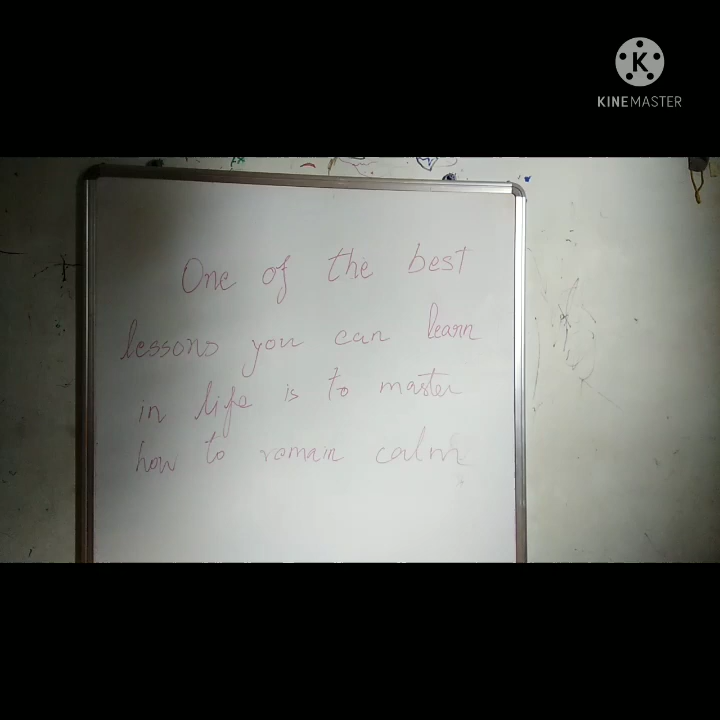 K
KINEMASTER
One of the best
lessons you can learn
in life is to master
how to remain calm